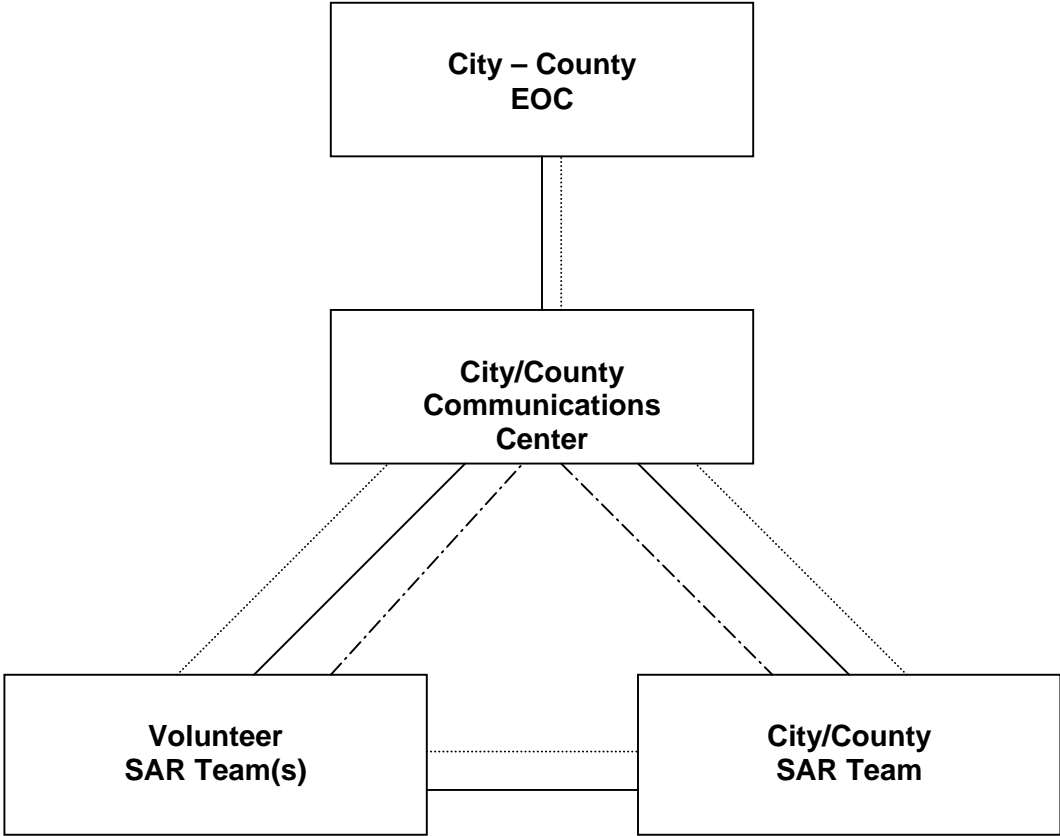 City – County
EOC
City/County
Communications
Center
Volunteer
SAR Team(s)
City/County
SAR Team